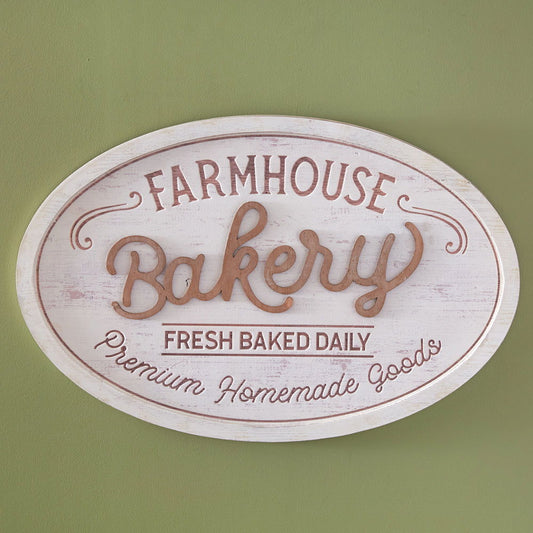 FARMHOUSE
Bakery
FRESH BAKED DAILY
Premium Homemade Goods